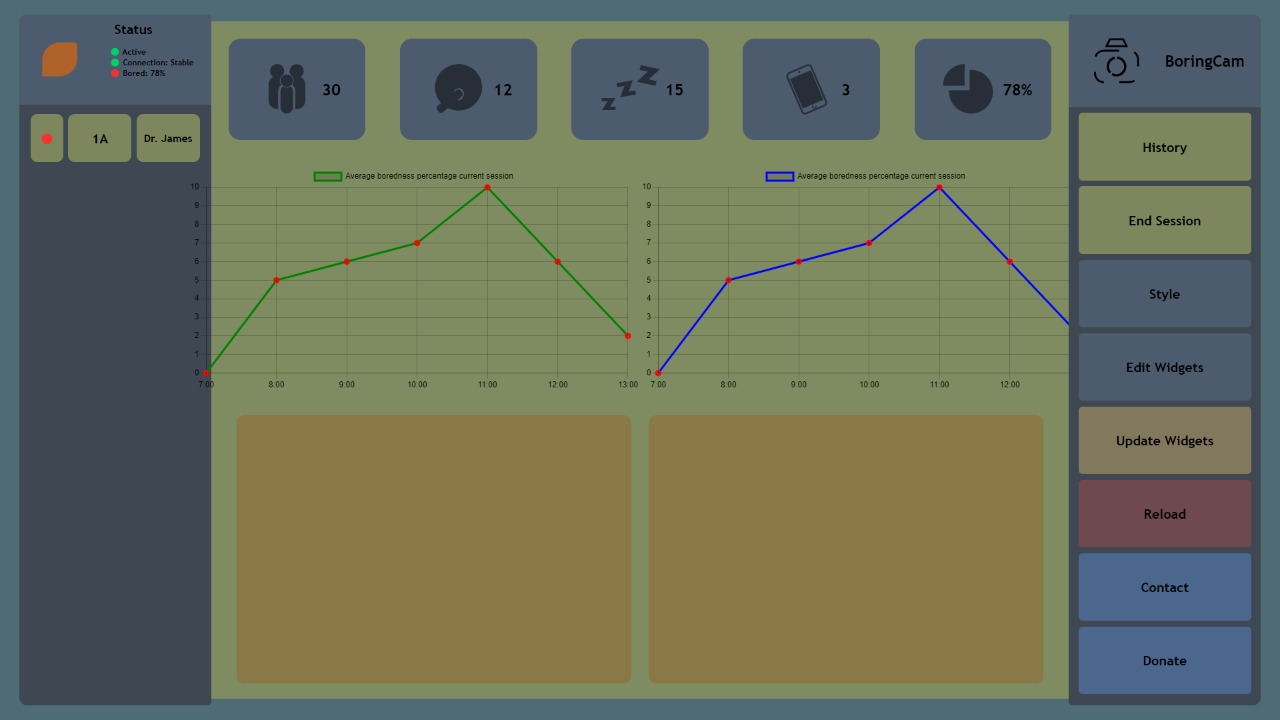 Status
Active
Connection: Stable
Bored: 78%
1A
Dr. James
30
12
z z z
15
3
78%
Average boredness percentage current session
10
9
8
7
6
5
4
3
2
1
0
7:00 8:00 9:00 10:00 11:00 12:00 13:00
Average boredness percentage current session
10
9
8
7
6
5
4
3
2
1
0
7:00 8:00 9:00 10:00 11:00 12:00
BoringCam
History
End Session
Style
Edit Widgets
Update Widgets
Reload
Contact
Donate